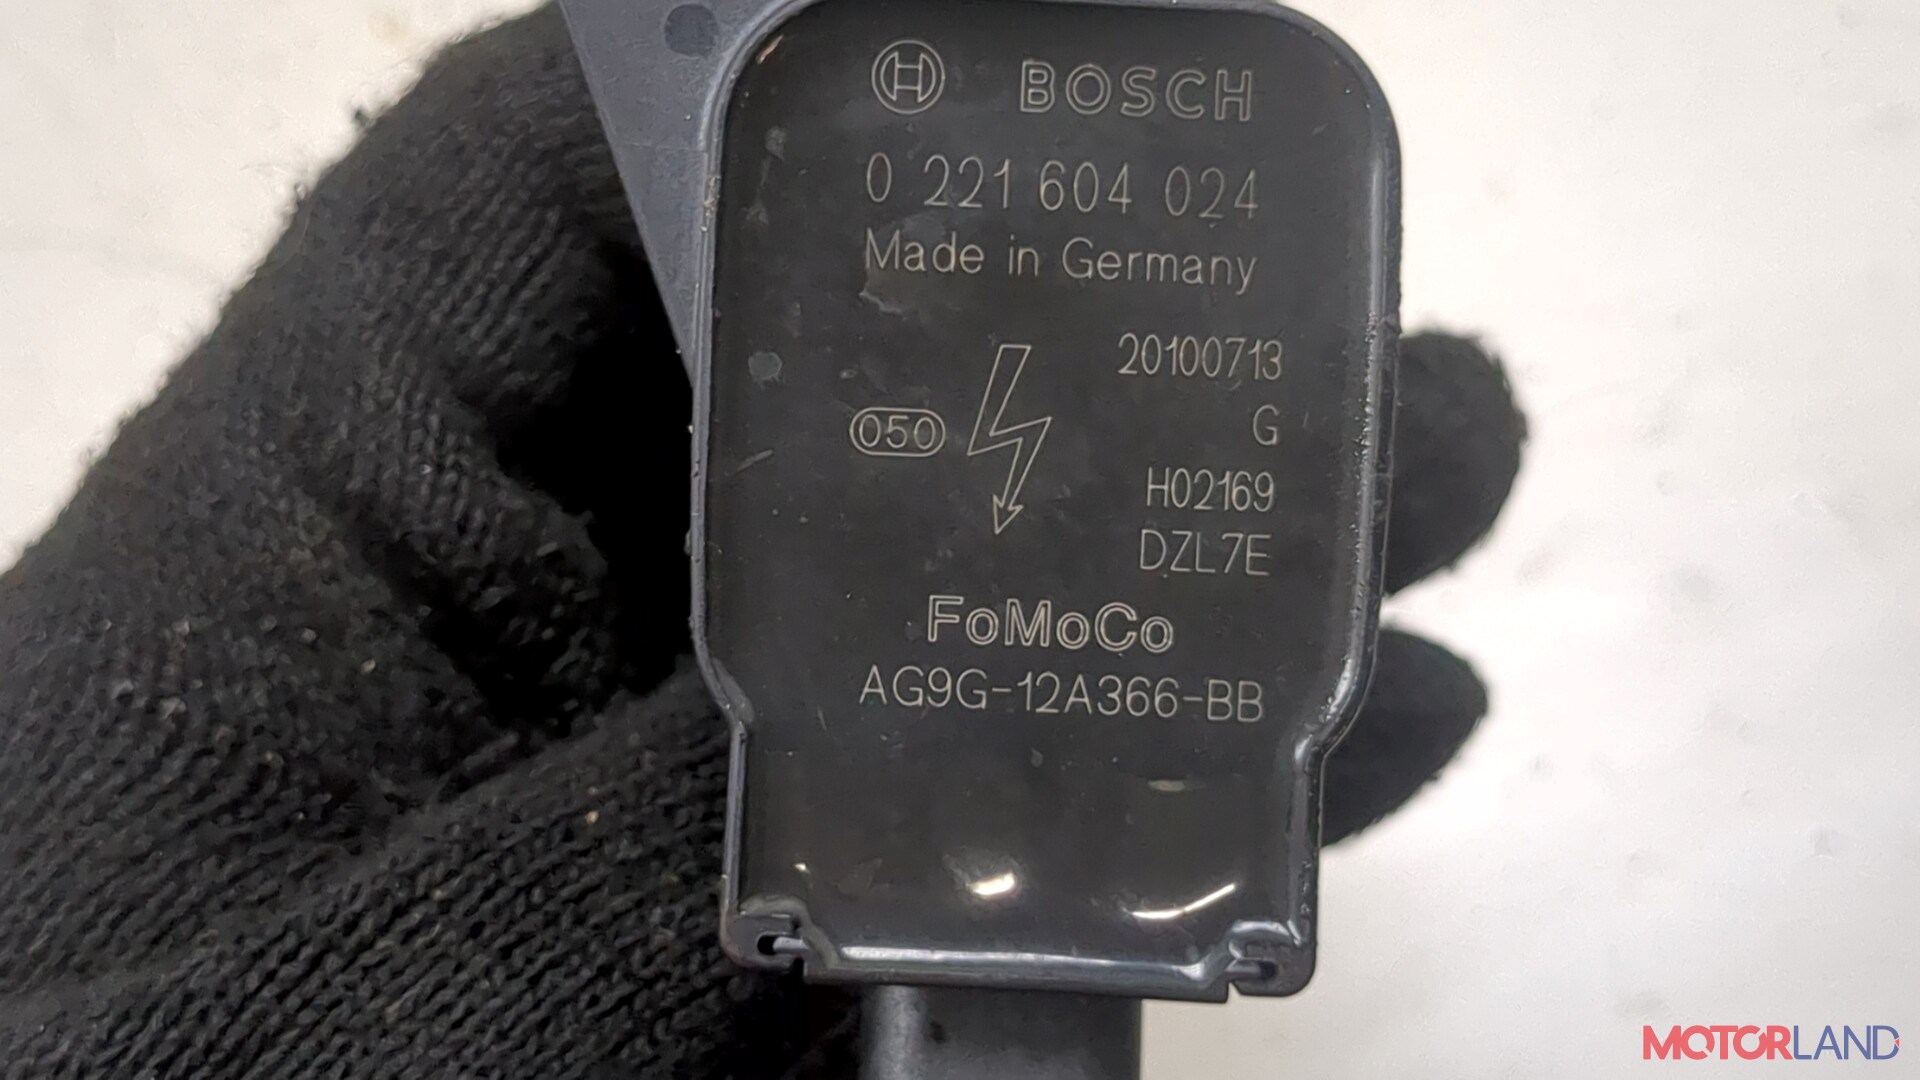 BOSCH
0 221 604 024
Made in Germany
20100713
050
G
H02169
DZL7E
FoMoCo
AG9G-12A366-BB
MOTORLAND